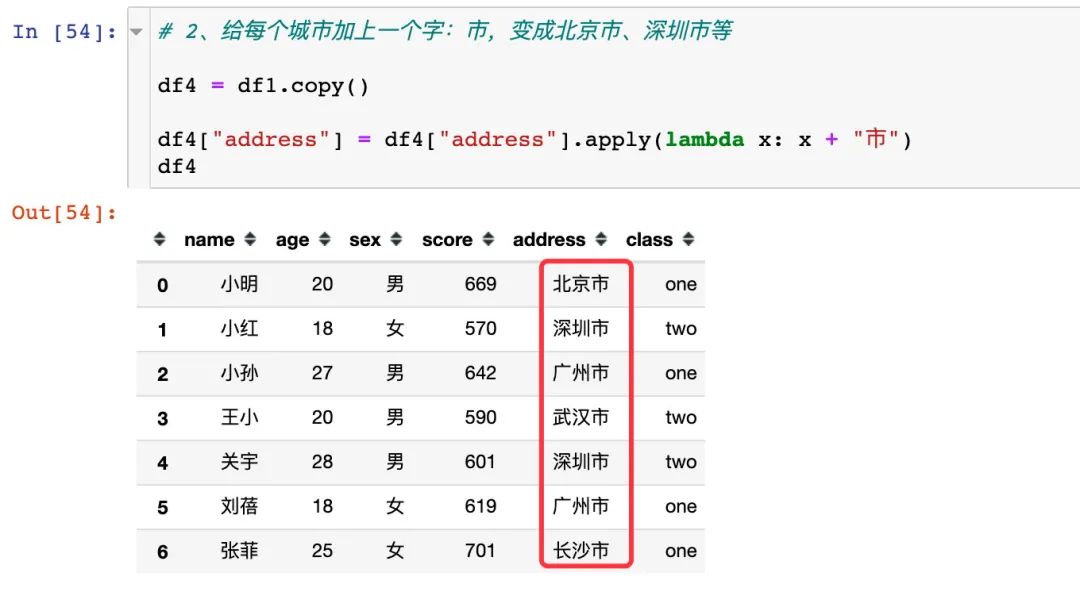 In [54]:
# 2、给每个城市加上一个字：市，变成北京市、深圳市等
df4 = df1.copy()
df4["address"] = df4["address"].apply(lambda x: x + "市")
df4
Out[54]:
name age sex score address class
0 小明 20 男 669 北京市 one
1 小红 18 女 570 深圳市 two
2 小孙 27 男 642 广州市 one
3 王小 20 男 590 武汉市 two
4 关宇 28 男 601 深圳市 two
5 刘蓓 18 女 619 广州市 one
6 张菲 25 女 701 长沙市 one